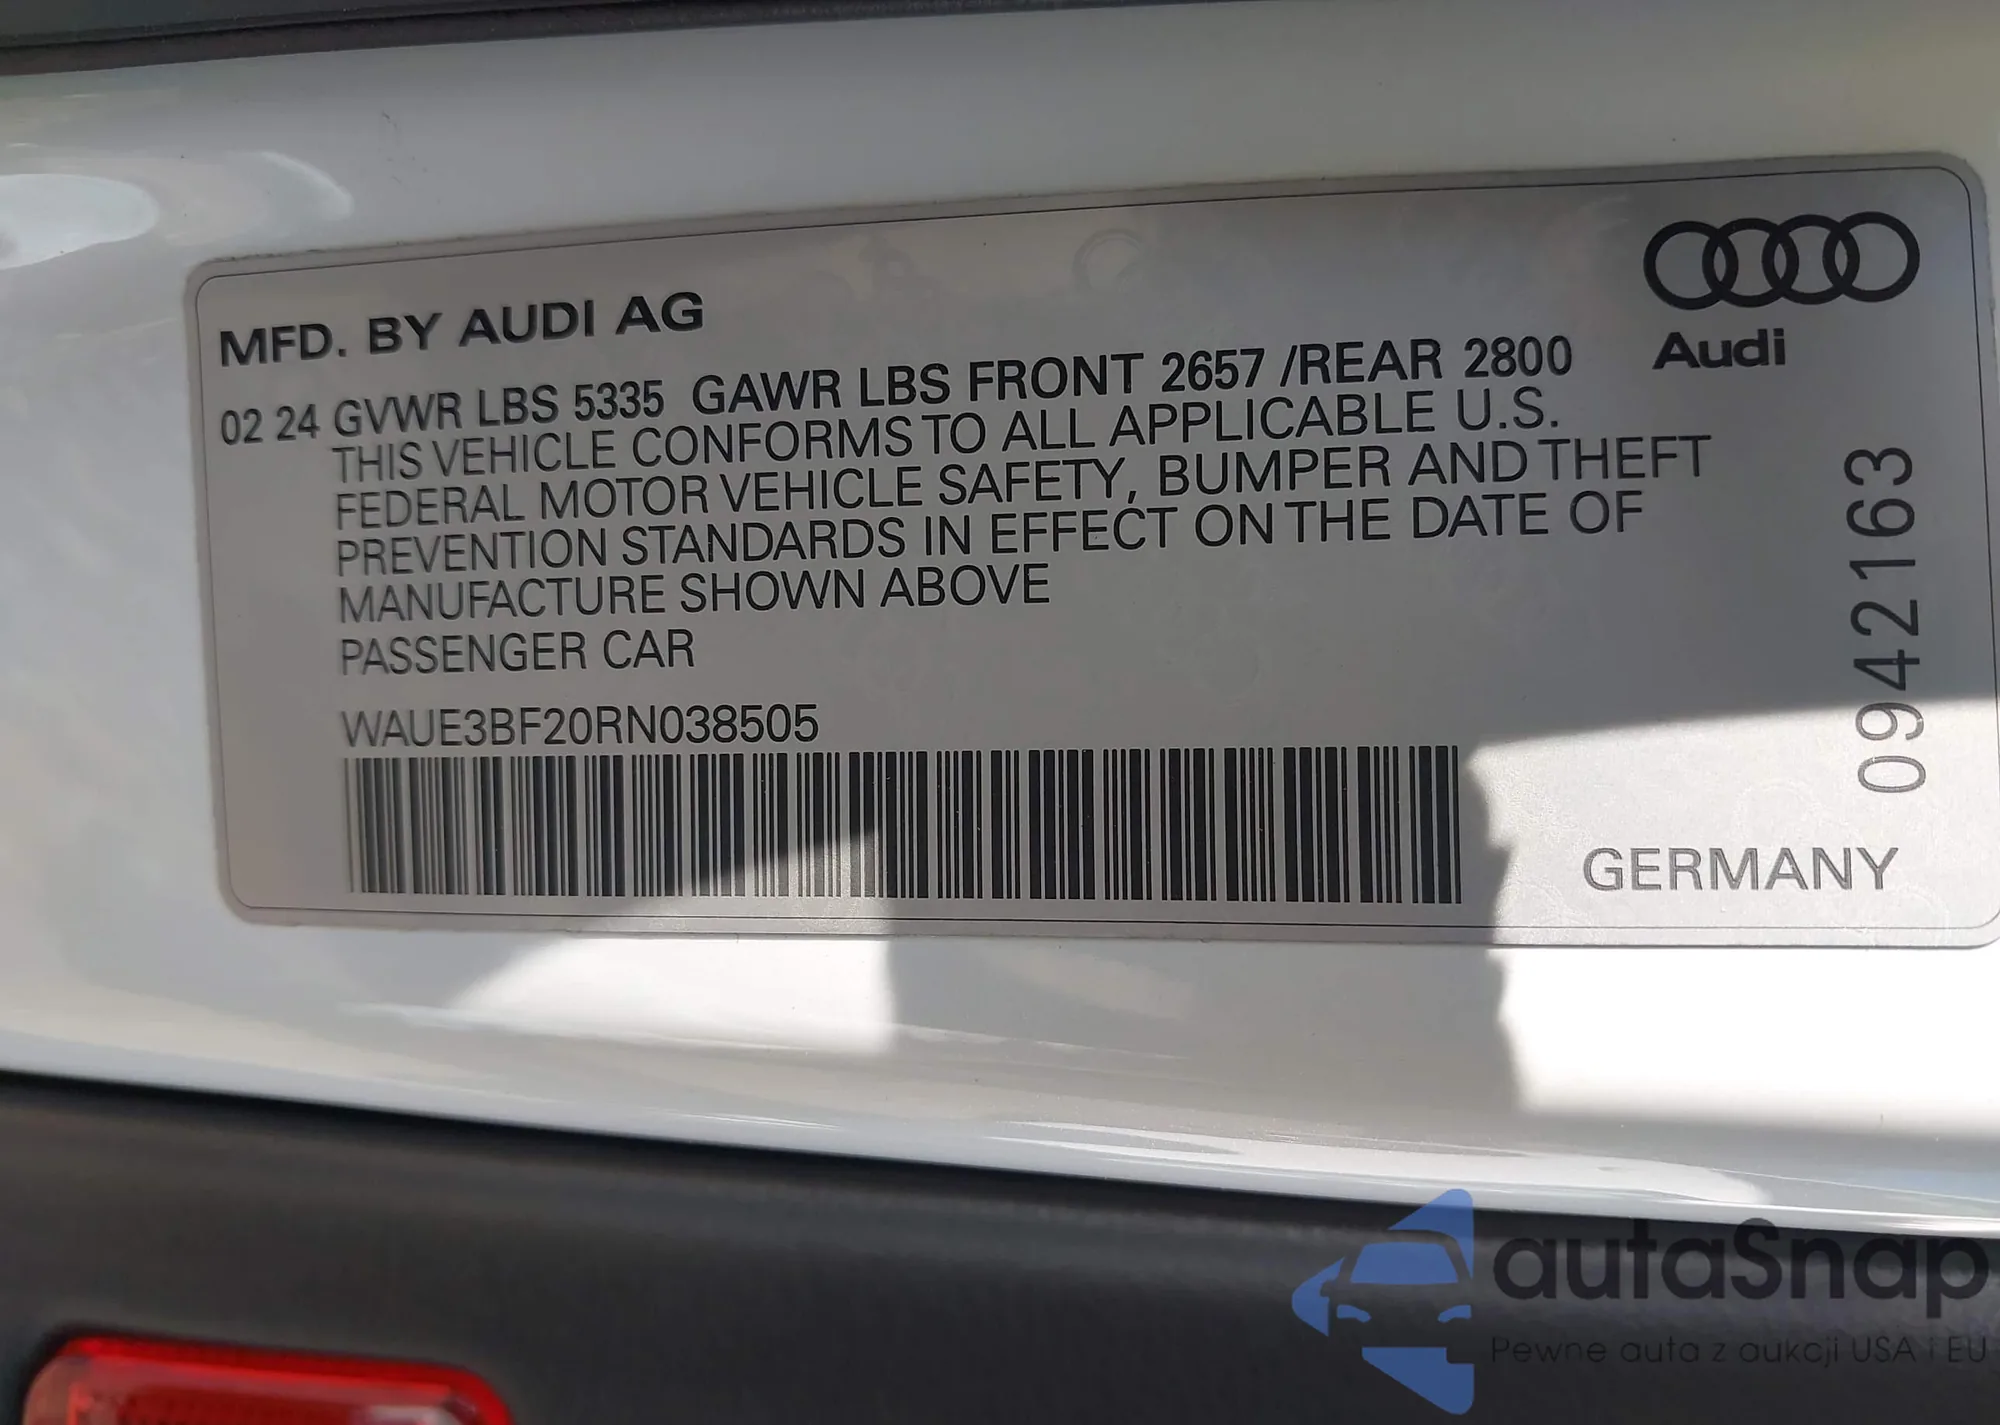 MFD. BY AUDI AG
02 24 GVWR LBS 5335 GAWR LBS FRONT 2657 /REAR 2800
THIS VEHICLE CONFORMS TO ALL APPLICABLE U.S.
FEDERAL MOTOR VEHICLE SAFETY, BUMPER AND THEFT
PREVENTION STANDARDS IN EFFECT ON THE DATE OF
MANUFACTURE SHOWN ABOVE
PASSENGER CAR
WAUE3BF20RN038505
Audi
0942163
GERMANY
autaSnap
Pewne auta z aukcji USA i EU